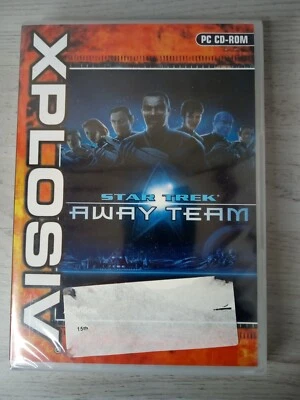 PC CD-ROM
XPLOSIV
STAR TREK
AWAY TEAM